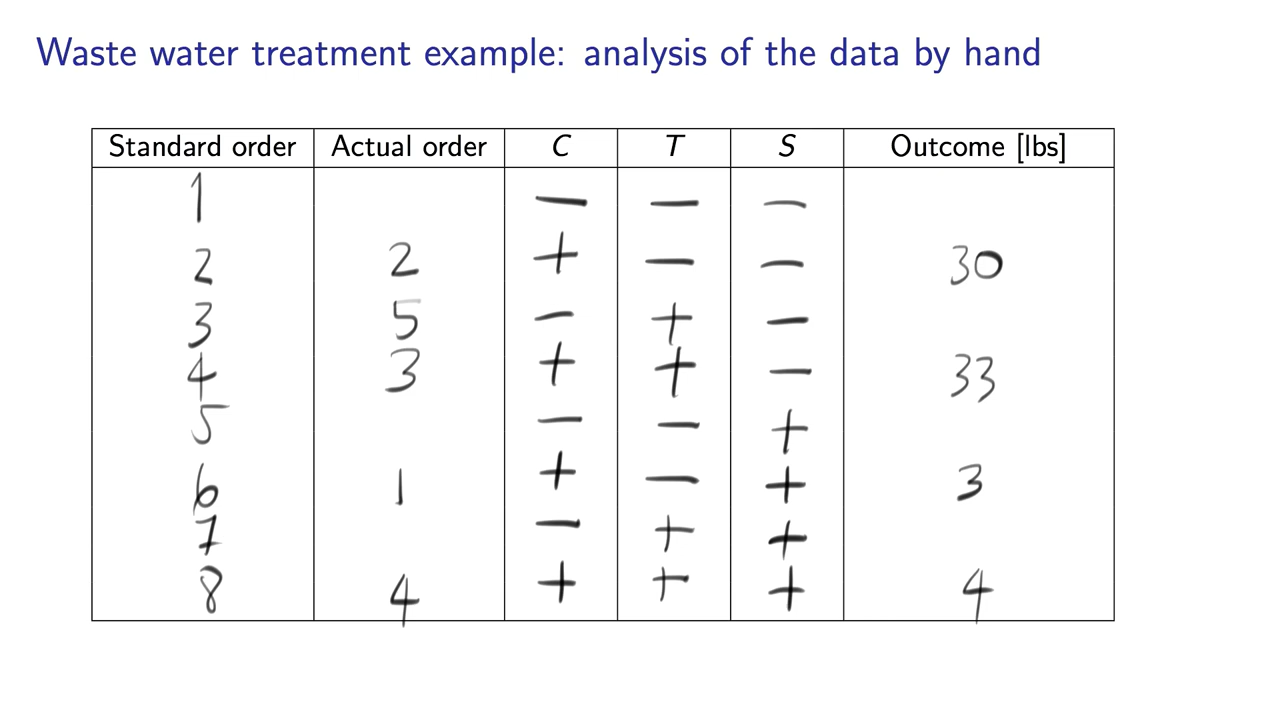 Waste water treatment example: analysis of the data by hand
Standard order Actual order C T S Outcome [lbs]
1 − − −
2 2 + − − 30
3 5 − + −
4 3 + + − 33
5 − − +
6 1 + − + 3
7 − + +
8 4 + + + 4